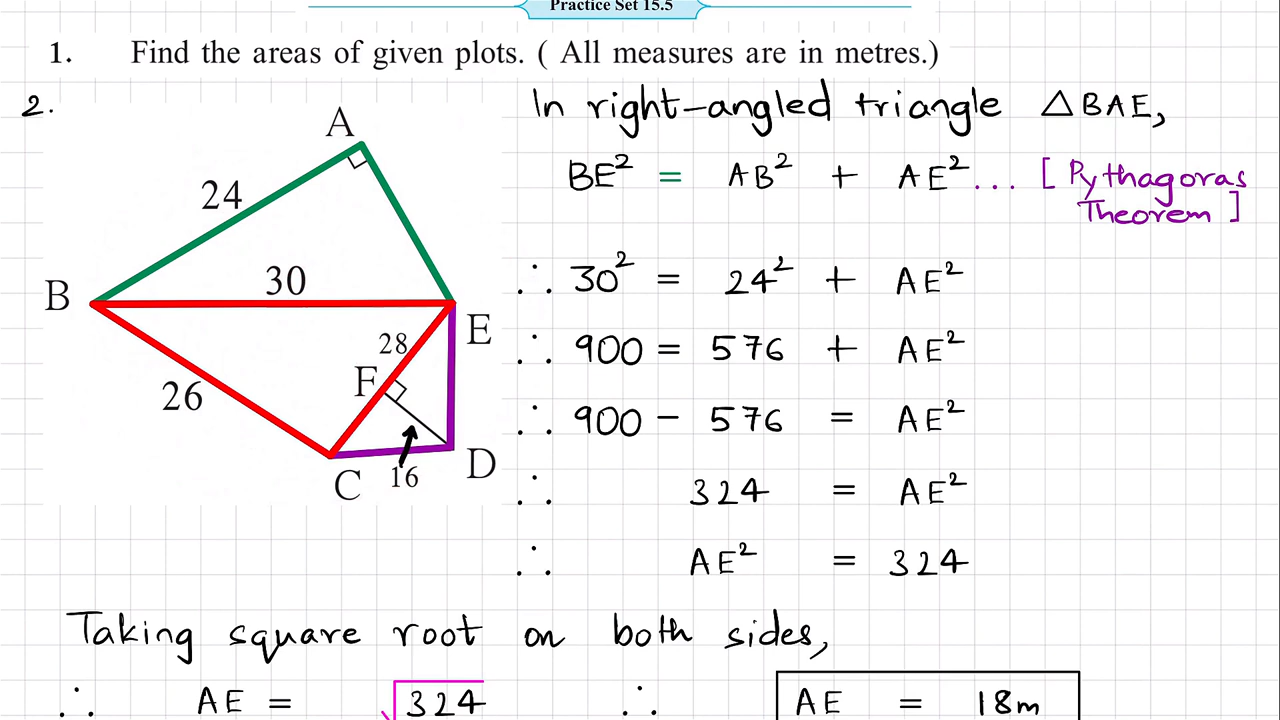 Practice Set 15.5
1. Find the areas of given plots. ( All measures are in metres.)
2.
A
24
B
30
E
28
F
26
C
16
D
In right-angled triangle △BAE,
BE² = AB² + AE² ... [ Pythagoras
Theorem ]
∴ 30² = 24² + AE²
∴ 900 = 576 + AE²
∴ 900 - 576 = AE²
∴ 324 = AE²
∴ AE² = 324
Taking square root on both sides,
∴ AE = √324 ∴ AE = 18m